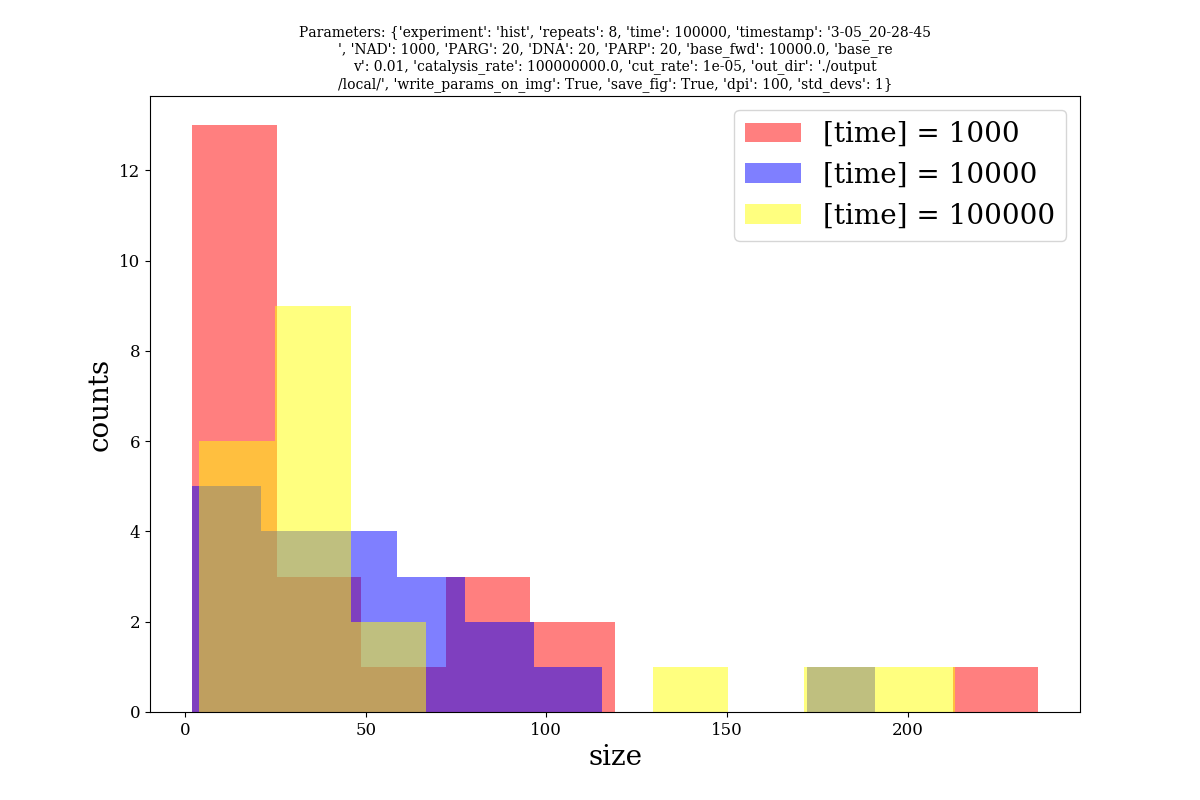 Parameters: {'experiment': 'hist', 'repeats': 8, 'time': 100000, 'timestamp': '3-05_20-28-45
', 'NAD': 1000, 'PARG': 20, 'DNA': 20, 'PARP': 20, 'base_fwd': 10000.0, 'base_re
v': 0.01, 'catalysis_rate': 100000000.0, 'cut_rate': 1e-05, 'out_dir': './output
/local/', 'write_params_on_img': True, 'save_fig': True, 'dpi': 100, 'std_devs': 1}
[time] = 1000
[time] = 10000
[time] = 100000
counts
12
10
8
6
4
2
0
0 50 100 150 200
size